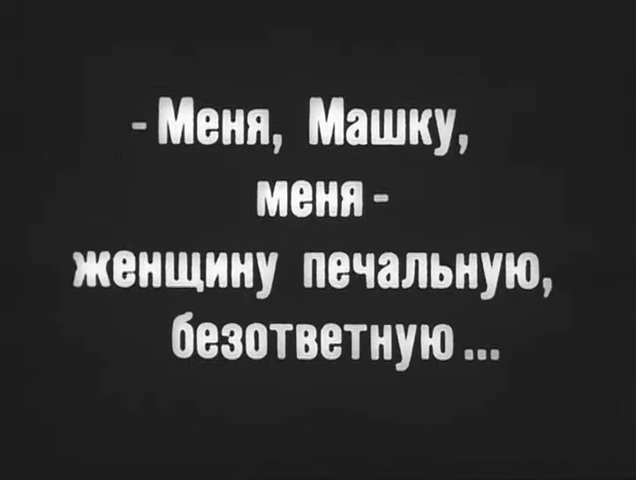 - Меня, Машку,
меня -
женщину печальную,
безответную ...